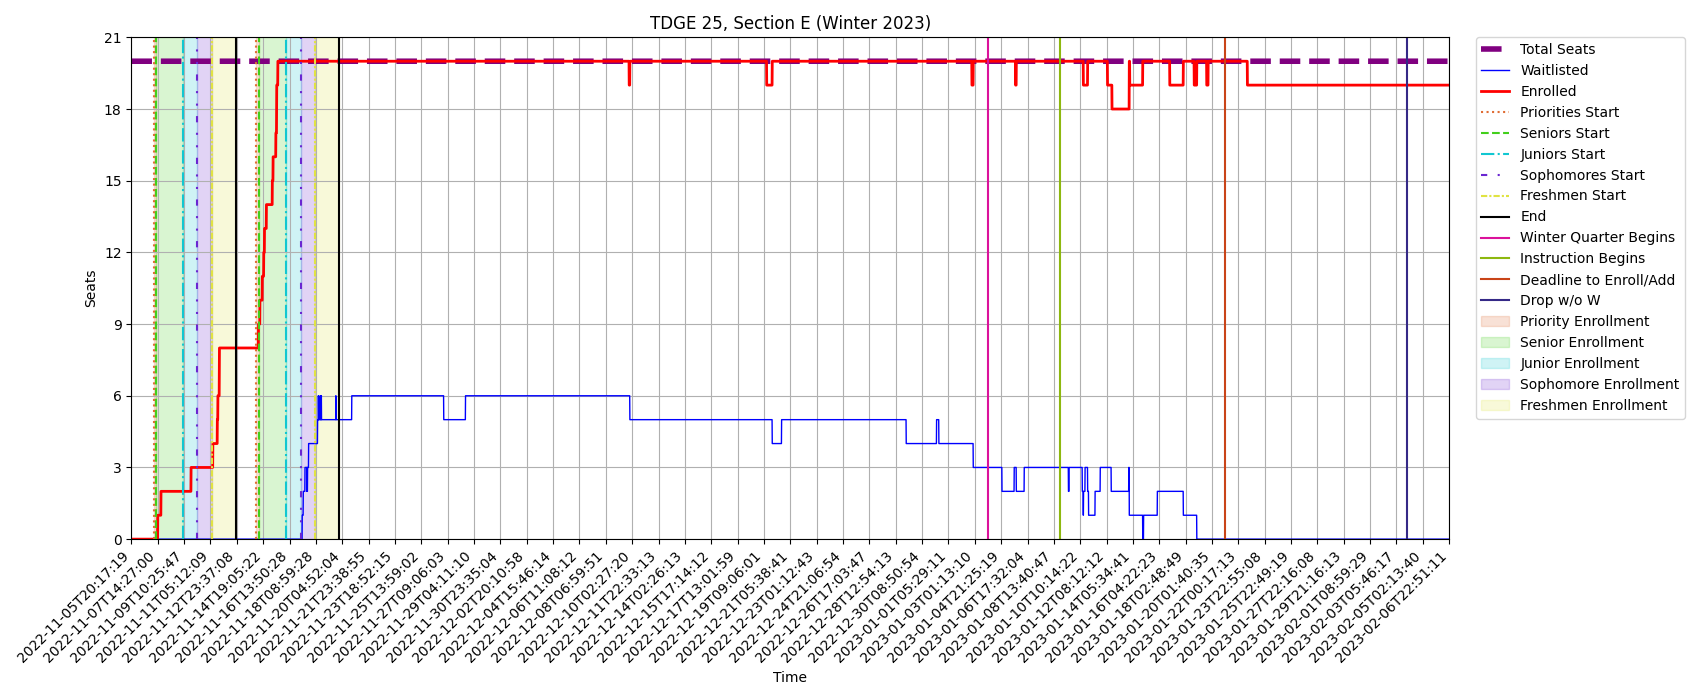 TDGE 25, Section E (Winter 2023)
Seats
21
18
15
12
9
6
3
0
2022-11-05T20:17:19
2022-11-07T14:27:00
2022-11-09T10:25:47
2022-11-11T05:12:09
2022-11-12T23:37:08
2022-11-14T19:05:22
2022-11-16T13:50:28
2022-11-18T08:59:28
2022-11-20T04:52:04
2022-11-21T23:38:55
2022-11-23T18:52:15
2022-11-25T13:59:02
2022-11-27T09:06:03
2022-11-29T04:11:10
2022-11-30T23:35:04
2022-12-02T20:10:58
2022-12-04T15:46:14
2022-12-06T11:08:12
2022-12-08T06:59:51
2022-12-10T02:27:20
2022-12-11T22:33:13
2022-12-14T02:26:13
2022-12-15T17:14:12
2022-12-17T13:01:59
2022-12-19T09:06:01
2022-12-21T05:38:41
2022-12-23T01:12:43
2022-12-24T21:06:54
2022-12-26T17:03:47
2022-12-28T12:54:13
2022-12-30T08:50:54
2023-01-01T05:29:11
2023-01-03T01:13:10
2023-01-04T21:25:19
2023-01-06T17:32:04
2023-01-08T13:40:47
2023-01-10T10:14:22
2023-01-12T08:12:12
2023-01-14T05:34:41
2023-01-16T04:22:23
2023-01-18T02:48:49
2023-01-20T01:40:35
2023-01-22T00:17:13
2023-01-23T22:55:08
2023-01-25T22:49:19
2023-01-27T22:16:08
2023-01-29T21:16:13
2023-02-01T08:59:29
2023-02-03T05:46:17
2023-02-05T02:13:40
2023-02-06T22:51:11
Time
Total Seats
Waitlisted
Enrolled
Priorities Start
Seniors Start
Juniors Start
Sophomores Start
Freshmen Start
End
Winter Quarter Begins
Instruction Begins
Deadline to Enroll/Add
Drop w/o W
Priority Enrollment
Senior Enrollment
Junior Enrollment
Sophomore Enrollment
Freshmen Enrollment